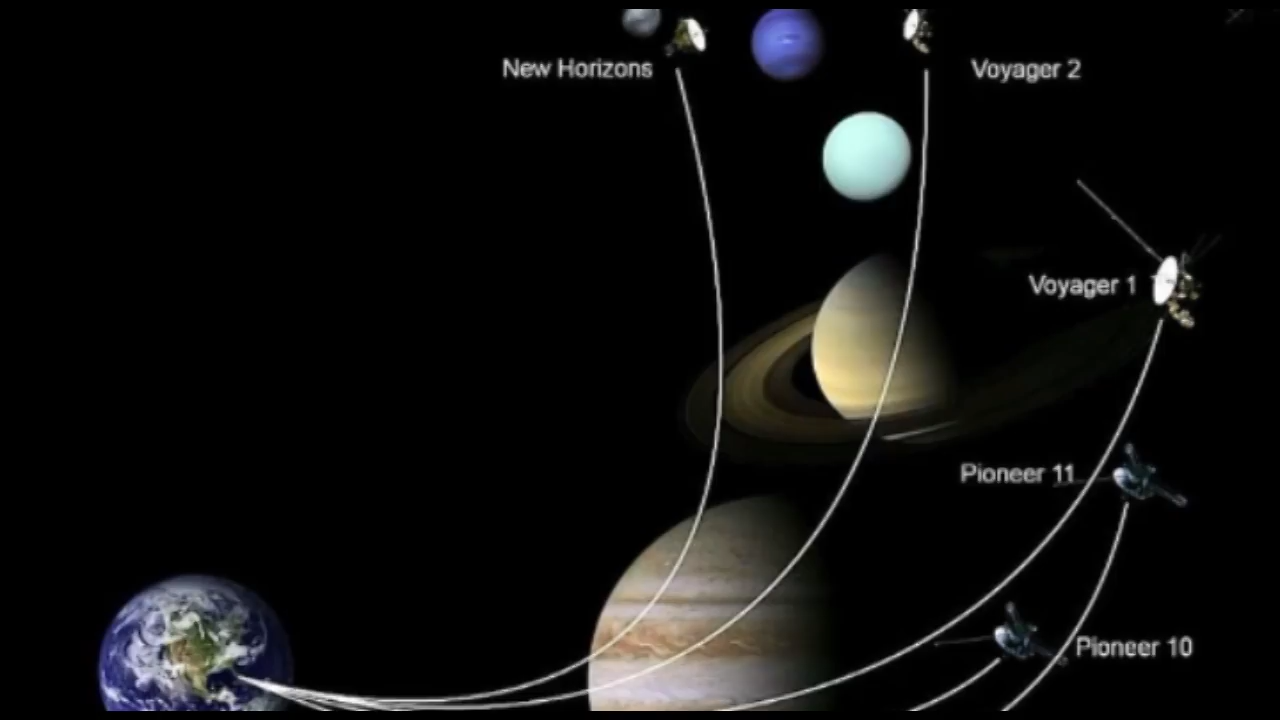 New Horizons
Voyager 2
Voyager 1
Pioneer 11
Pioneer 10